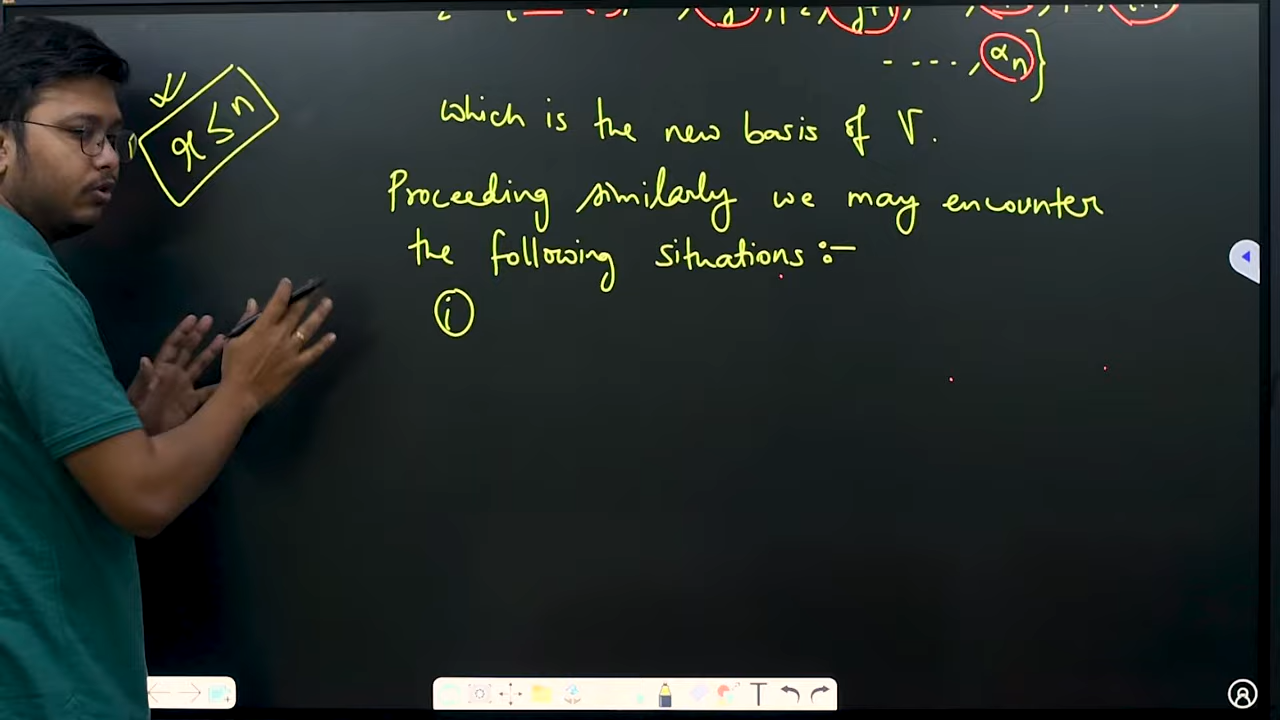 - - - - , αn}
which is the new basis of V.
r ≤ n
Proceeding similarly we may encounter
the following situations :-
i
T